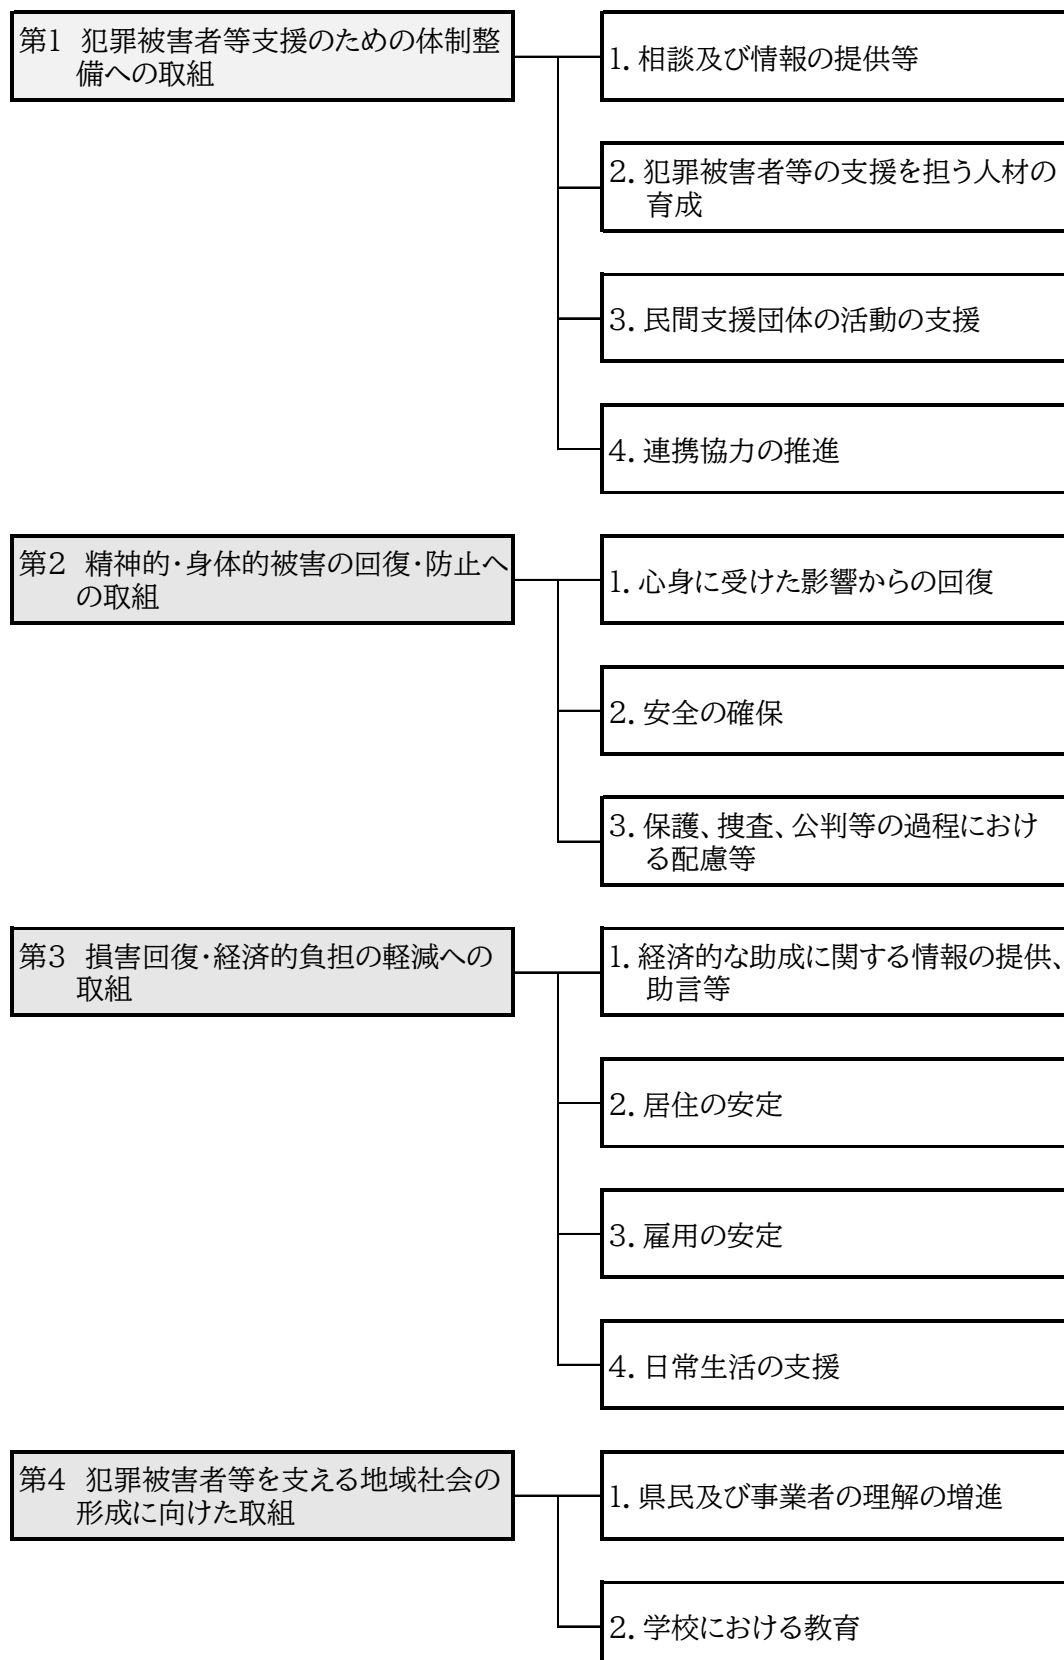 第1 犯罪被害者等支援のための体制整
備への取組
1. 相談及び情報の提供等
2. 犯罪被害者等の支援を担う人材の
育成
3. 民間支援団体の活動の支援
4. 連携協力の推進
第2 精神的・身体的被害の回復・防止へ
の取組
1. 心身に受けた影響からの回復
2. 安全の確保
3. 保護、捜査、公判等の過程におけ
る配慮等
第3 損害回復・経済的負担の軽減への
取組
1. 経済的な助成に関する情報の提供、
助言等
2. 居住の安定
3. 雇用の安定
4. 日常生活の支援
第4 犯罪被害者等を支える地域社会の
形成に向けた取組
1. 県民及び事業者の理解の増進
2. 学校における教育